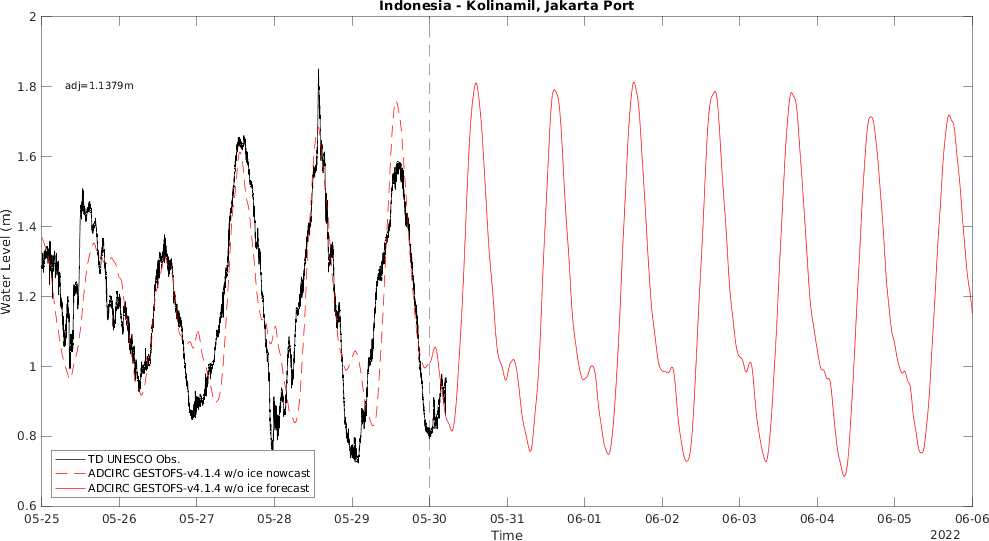 Indonesia - Kolinamil, Jakarta Port
2
1.8
1.6
1.4
1.2
1
0.8
0.6
Water Level (m)
adj=1.1379m
TD UNESCO Obs.
ADCIRC GESTOFS-v4.1.4 w/o ice nowcast
ADCIRC GESTOFS-v4.1.4 w/o ice forecast
05-25 05-26 05-27 05-28 05-29 05-30 05-31 06-01 06-02 06-03 06-04 06-05 06-06
Time
2022